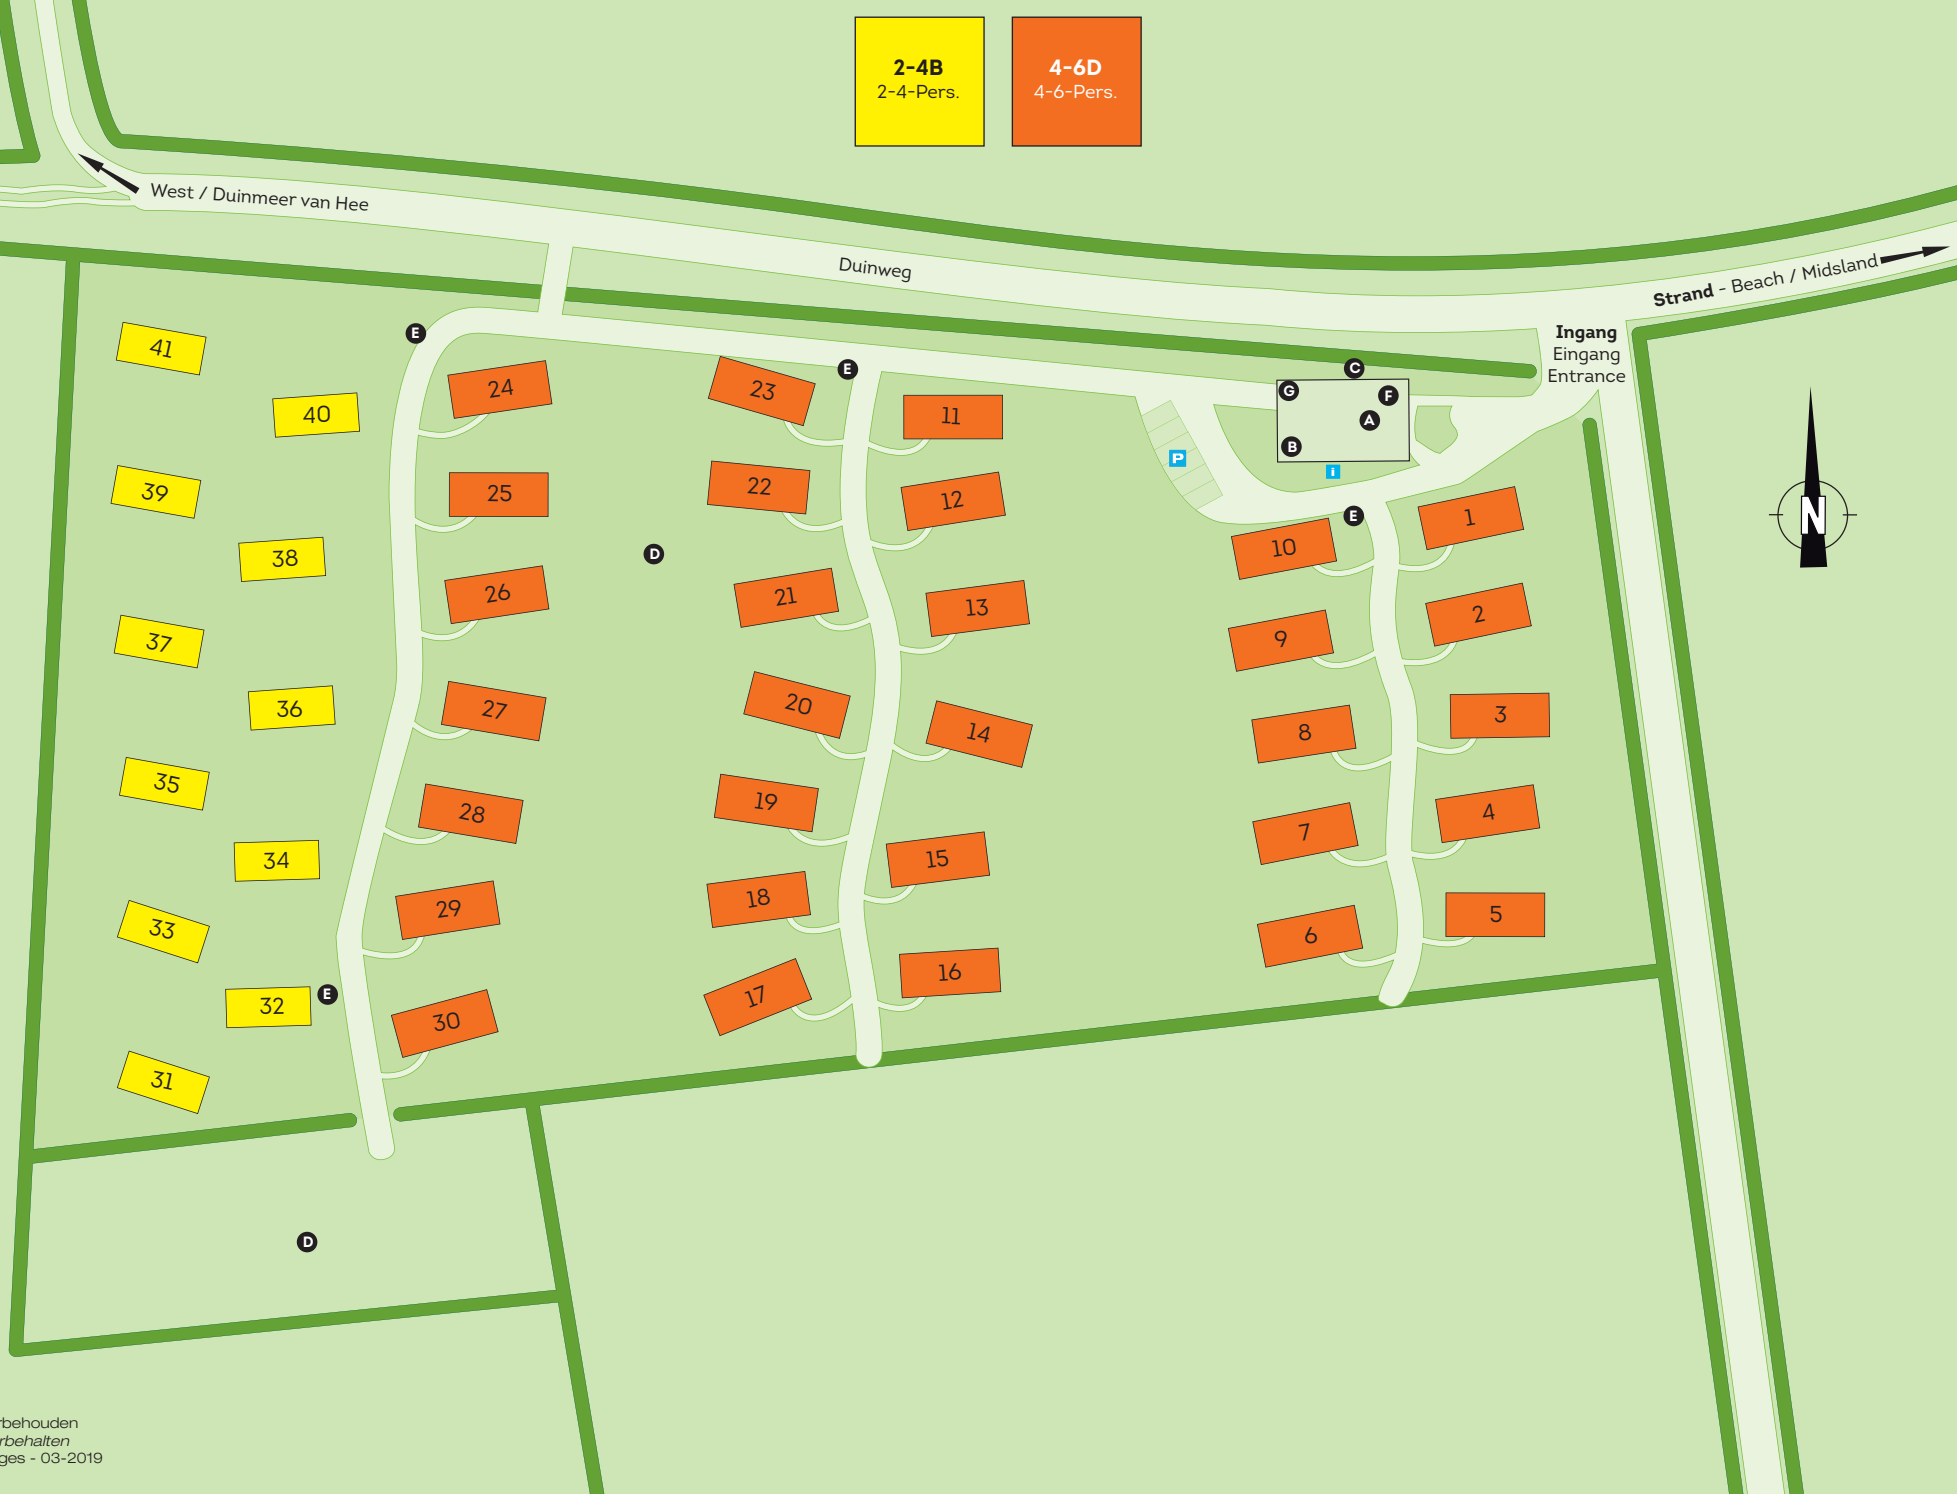 2-4B
2-4-Pers.
4-6D
4-6-Pers.
West / Duinmeer van Hee
Duinweg
Strand - Beach / Midsland
Ingang
Eingang
Entrance
41
E
24
23
E
11
C
G
F
A
B
40
P
i
39
25
22
12
E
1
N
38
D
10
26
21
13
2
37
9
36
27
20
14
8
3
35
28
19
7
4
34
15
33
29
18
6
5
32
E
30
17
16
31
D
rbehouden
rbehalten
ges - 03-2019